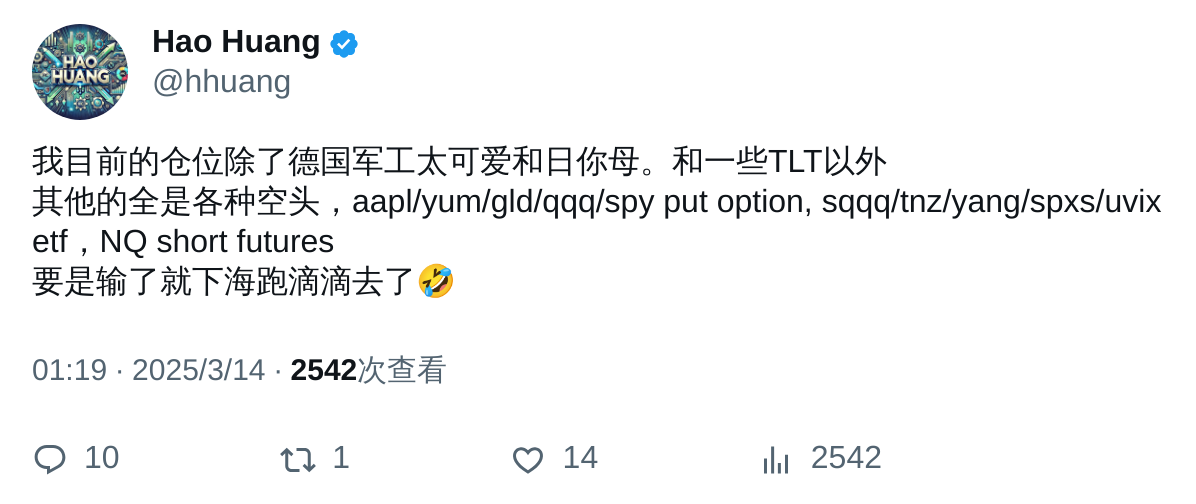 HAO
HUANG
Hao Huang
@hhuang
我目前的仓位除了德国军工太可爱和日你母。和一些TLT以外
其他的全是各种空头，aapl/yum/gld/qqq/spy put option, sqqq/tnz/yang/spxs/uvix
etf，NQ short futures
要是输了就下海跑滴滴去了🤣
01:19 · 2025/3/14 · 2542次查看
10 1 14 2542